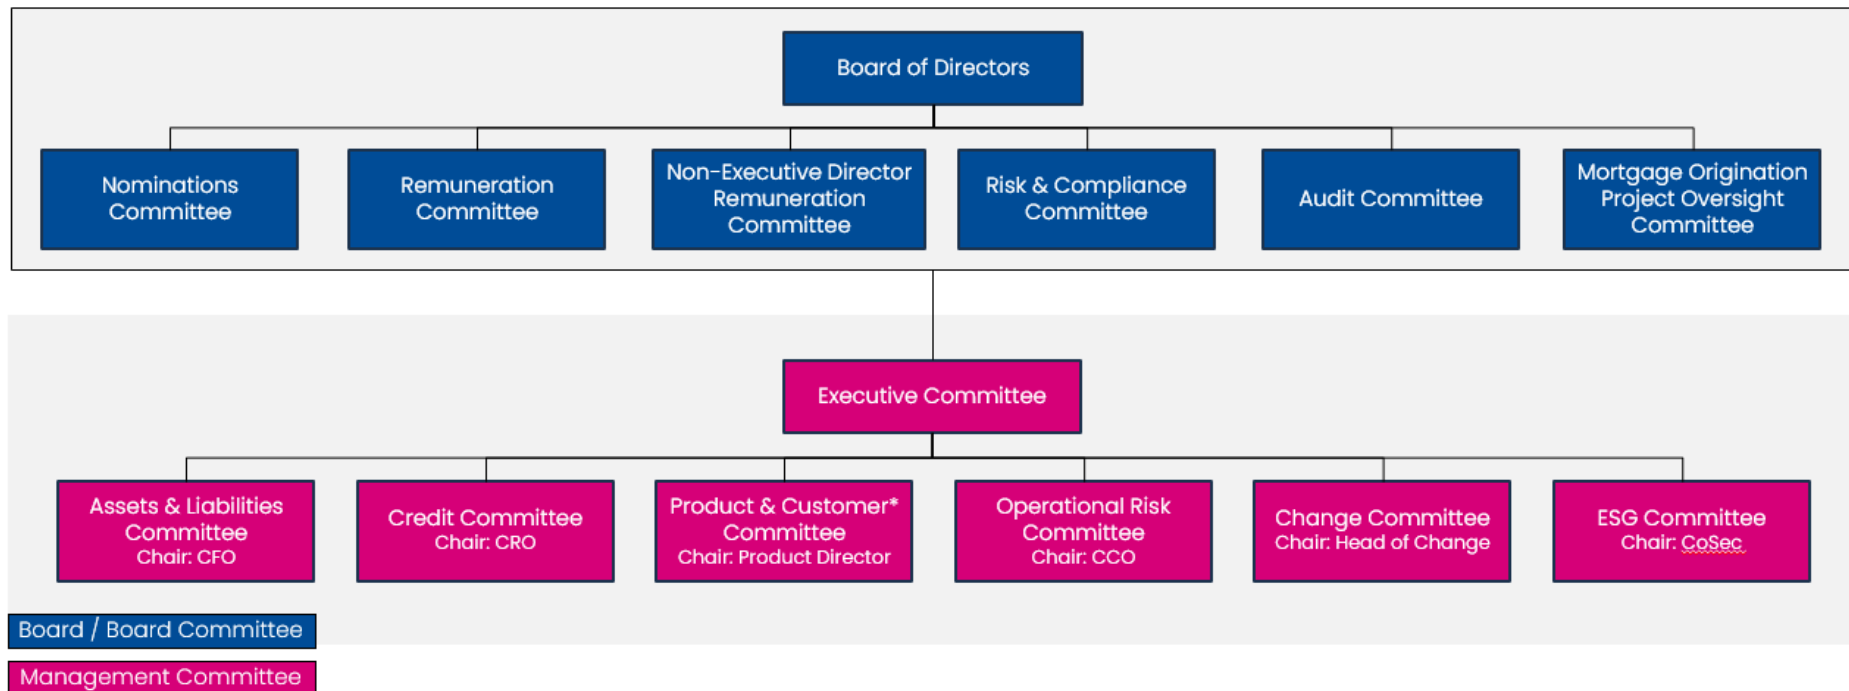 Board of Directors
Nominations
Committee
Remuneration
Committee
Non-Executive Director
Remuneration
Committee
Risk & Compliance
Committee
Audit Committee
Mortgage Origination
Project Oversight
Committee
Executive Committee
Assets & Liabilities
Committee
Chair: CFO
Credit Committee
Chair: CRO
Product & Customer*
Committee
Chair: Product Director
Operational Risk
Committee
Chair: CCO
Change Committee
Chair: Head of Change
ESG Committee
Chair: CoSec
Board / Board Committee
Management Committee